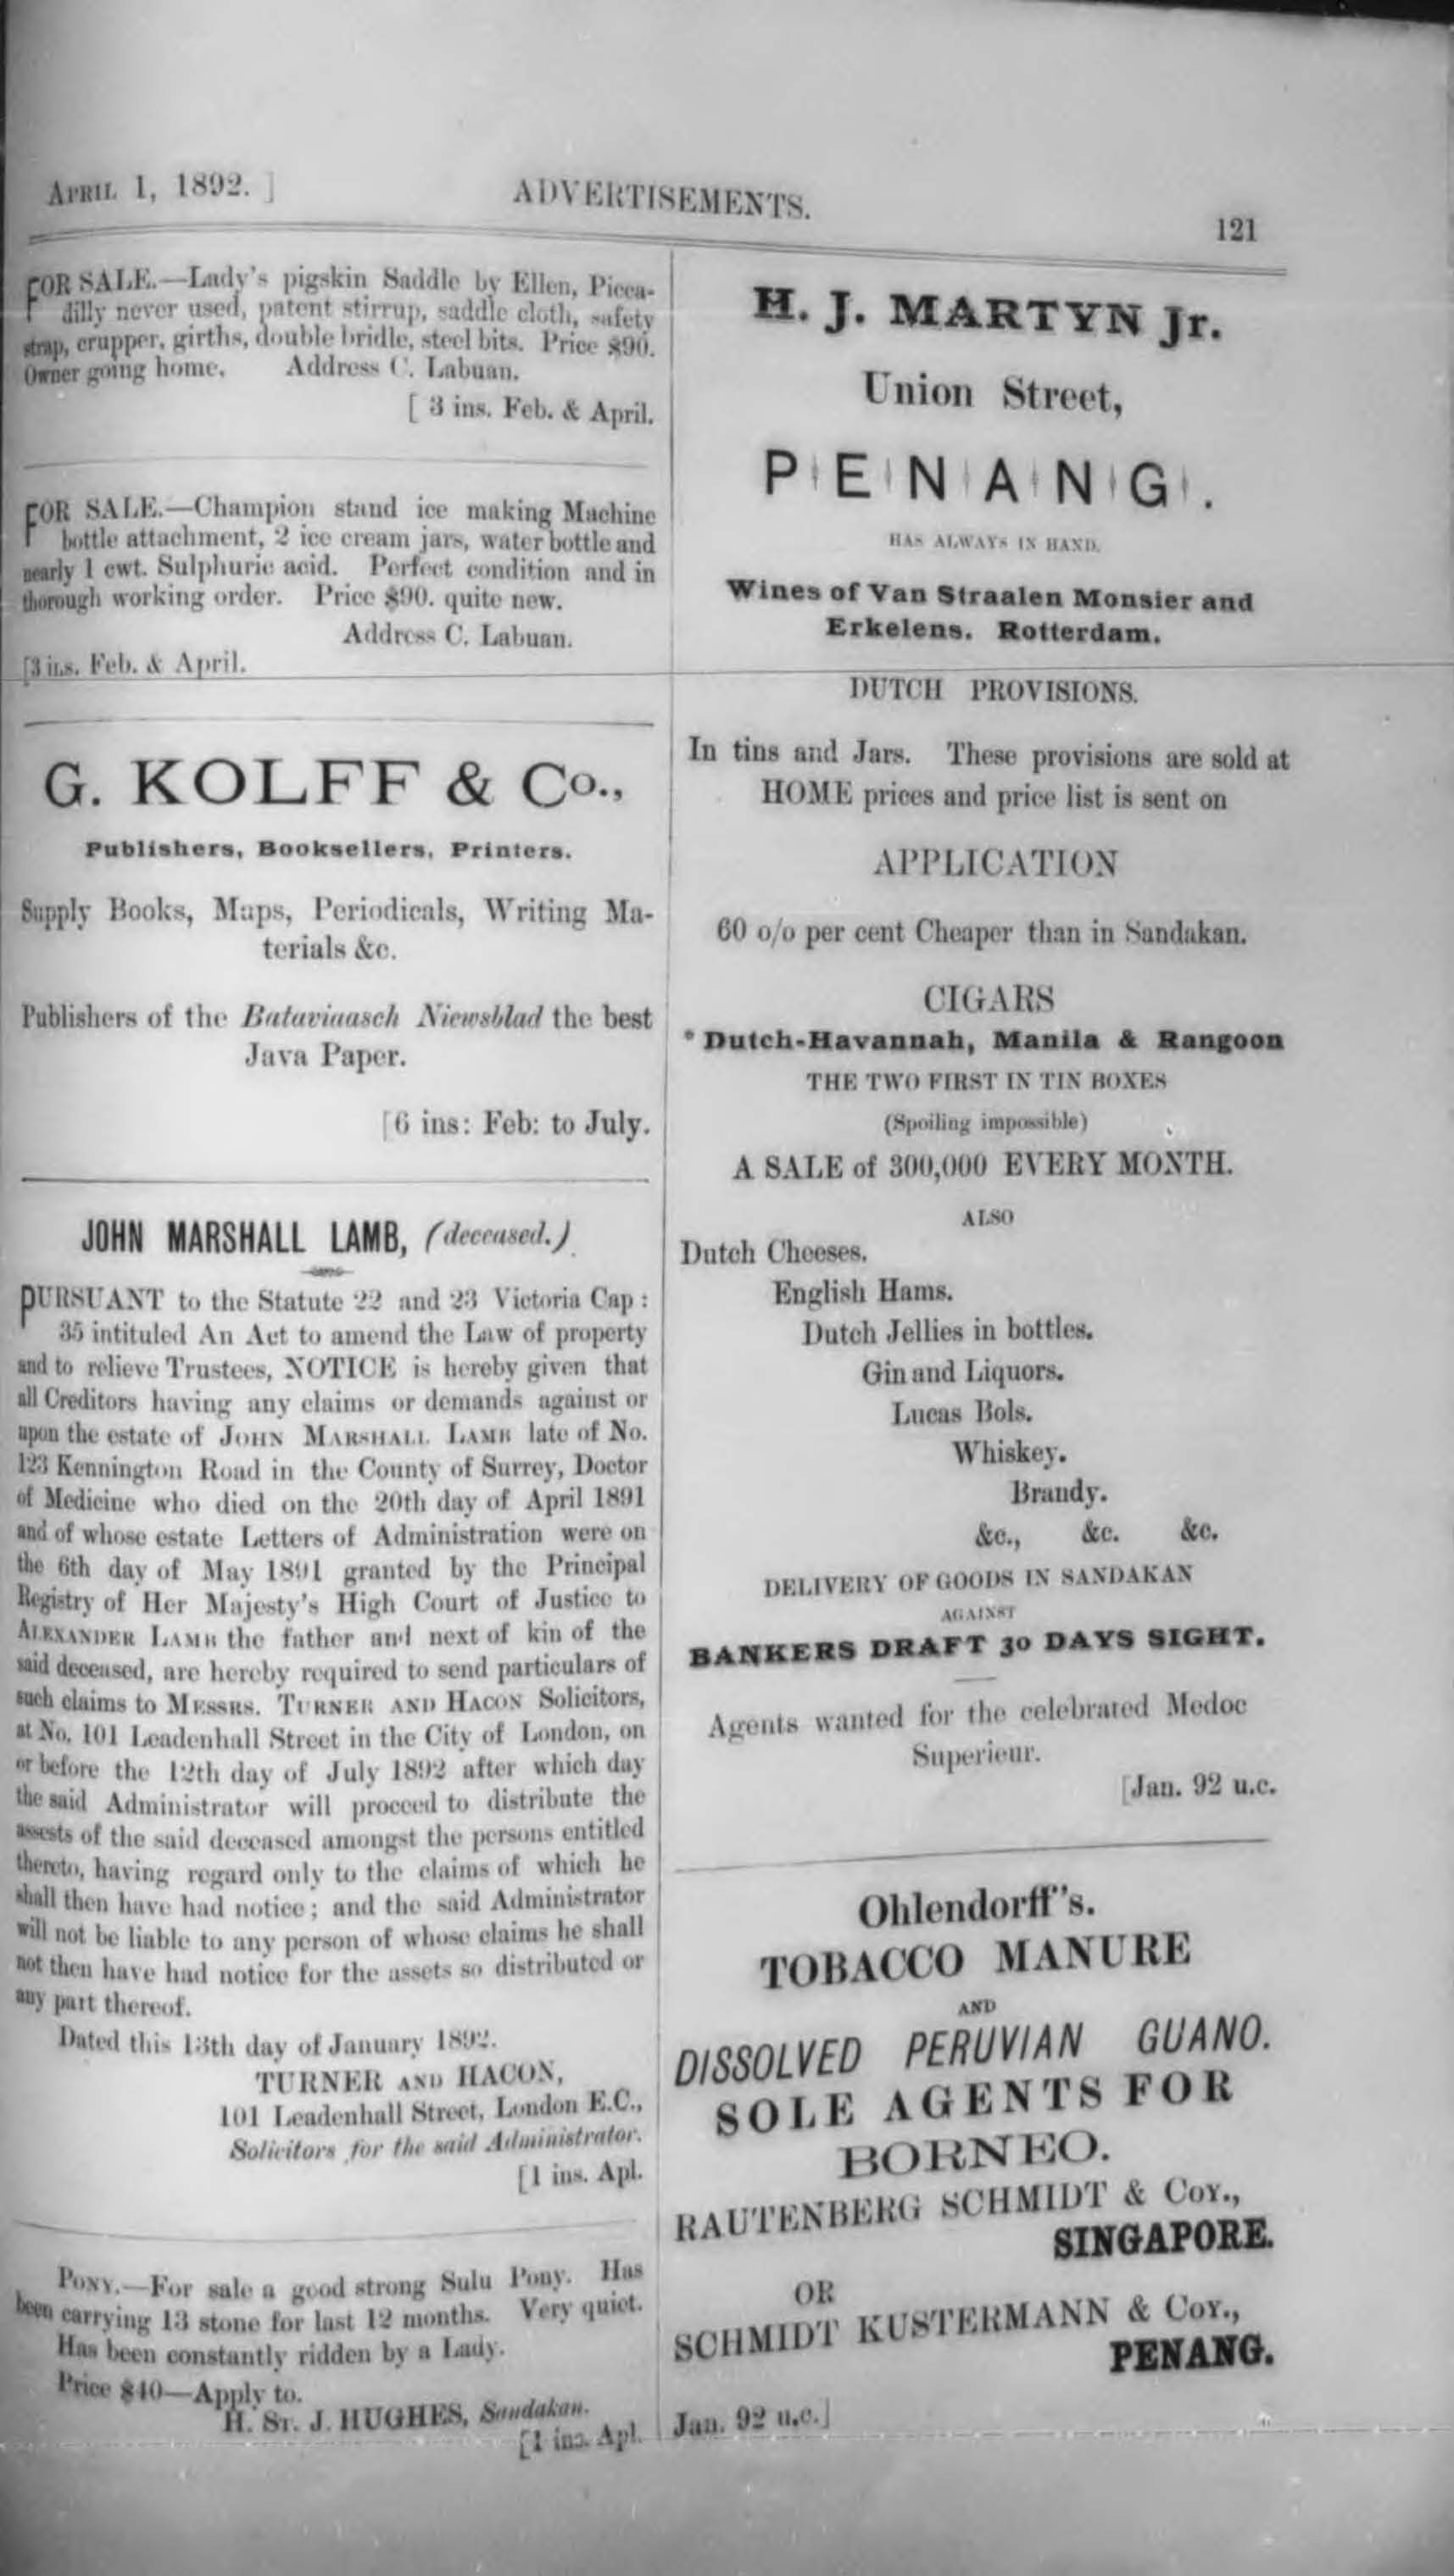 APRIL 1, 1892. ]
ADVERTISEMENTS.
121
FOR SALE.—Lady's pigskin Saddle by Ellen, Picca-
dilly never used, patent stirrup, saddle cloth, safety
strap, crupper, girths, double bridle, steel bits. Price $90.
Owner going home. Address C. Labuan.
[ 3 ins. Feb. & April.
FOR SALE.—Champion stand ice making Machine
bottle attachment, 2 ice cream jars, water bottle and
nearly 1 cwt. Sulphuric acid. Perfect condition and in
thorough working order. Price $90. quite new.
Address C. Labuan.
[3 ins. Feb. & April.
G. KOLFF & Co.,
Publishers, Booksellers, Printers.
Supply Books, Maps, Periodicals, Writing Ma-
terials &c.
Publishers of the Bataviaasch Niewsblad the best
Java Paper.
[6 ins: Feb: to July.
JOHN MARSHALL LAMB, (deceased.)
PURSUANT to the Statute 22 and 23 Victoria Cap :
35 intituled An Act to amend the Law of property
and to relieve Trustees, NOTICE is hereby given that
all Creditors having any claims or demands against or
upon the estate of JOHN MARSHALL LAMB late of No.
123 Kennington Road in the County of Surrey, Doctor
of Medicine who died on the 20th day of April 1891
and of whose estate Letters of Administration were on
the 6th day of May 1891 granted by the Principal
Registry of Her Majesty's High Court of Justice to
ALEXANDER LAMB the father and next of kin of the
said deceased, are hereby required to send particulars of
such claims to MESSRS. TURNER AND HACON Solicitors,
at No. 101 Leadenhall Street in the City of London, on
or before the 12th day of July 1892 after which day
the said Administrator will proceed to distribute the
assests of the said deceased amongst the persons entitled
thereto, having regard only to the claims of which he
shall then have had notice ; and the said Administrator
will not be liable to any person of whose claims he shall
not then have had notice for the assets so distributed or
any part thereof.
Dated this 13th day of January 1892.
TURNER AND HACON,
101 Leadenhall Street, London E.C.,
Solicitors for the said Administrator.
[1 ins. Apl.
PONY.—For sale a good strong Sulu Pony. Has
been carrying 13 stone for last 12 months. Very quiet.
Has been constantly ridden by a Lady.
Price $40—Apply to.
H. ST. J. HUGHES, Sandakan.
[1 ins. Apl.
H. J. MARTYN Jr.
Union Street,
PENANG.
HAS ALWAYS IN HAND.
Wines of Van Straalen Monsier and
Erkelens. Rotterdam.
DUTCH PROVISIONS.
In tins and Jars. These provisions are sold at
HOME prices and price list is sent on
APPLICATION
60 o/o per cent Cheaper than in Sandakan.
CIGARS
* Dutch-Havannah, Manila & Rangoon
THE TWO FIRST IN TIN BOXES
(Spoiling impossible)
A SALE of 300,000 EVERY MONTH.
ALSO
Dutch Cheeses.
English Hams.
Dutch Jellies in bottles.
Gin and Liquors.
Lucas Bols.
Whiskey.
Brandy.
&c., &c. &c.
DELIVERY OF GOODS IN SANDAKAN
AGAINST
BANKERS DRAFT 30 DAYS SIGHT.
Agents wanted for the celebrated Medoc
Superieur.
[Jan. 92 u.c.
Ohlendorff's.
TOBACCO MANURE
AND
DISSOLVED PERUVIAN GUANO.
SOLE AGENTS FOR
BORNEO.
RAUTENBERG SCHMIDT & COY.,
SINGAPORE.
OR
SCHMIDT KUSTERMANN & COY.,
PENANG.
Jan. 92 u.c.]